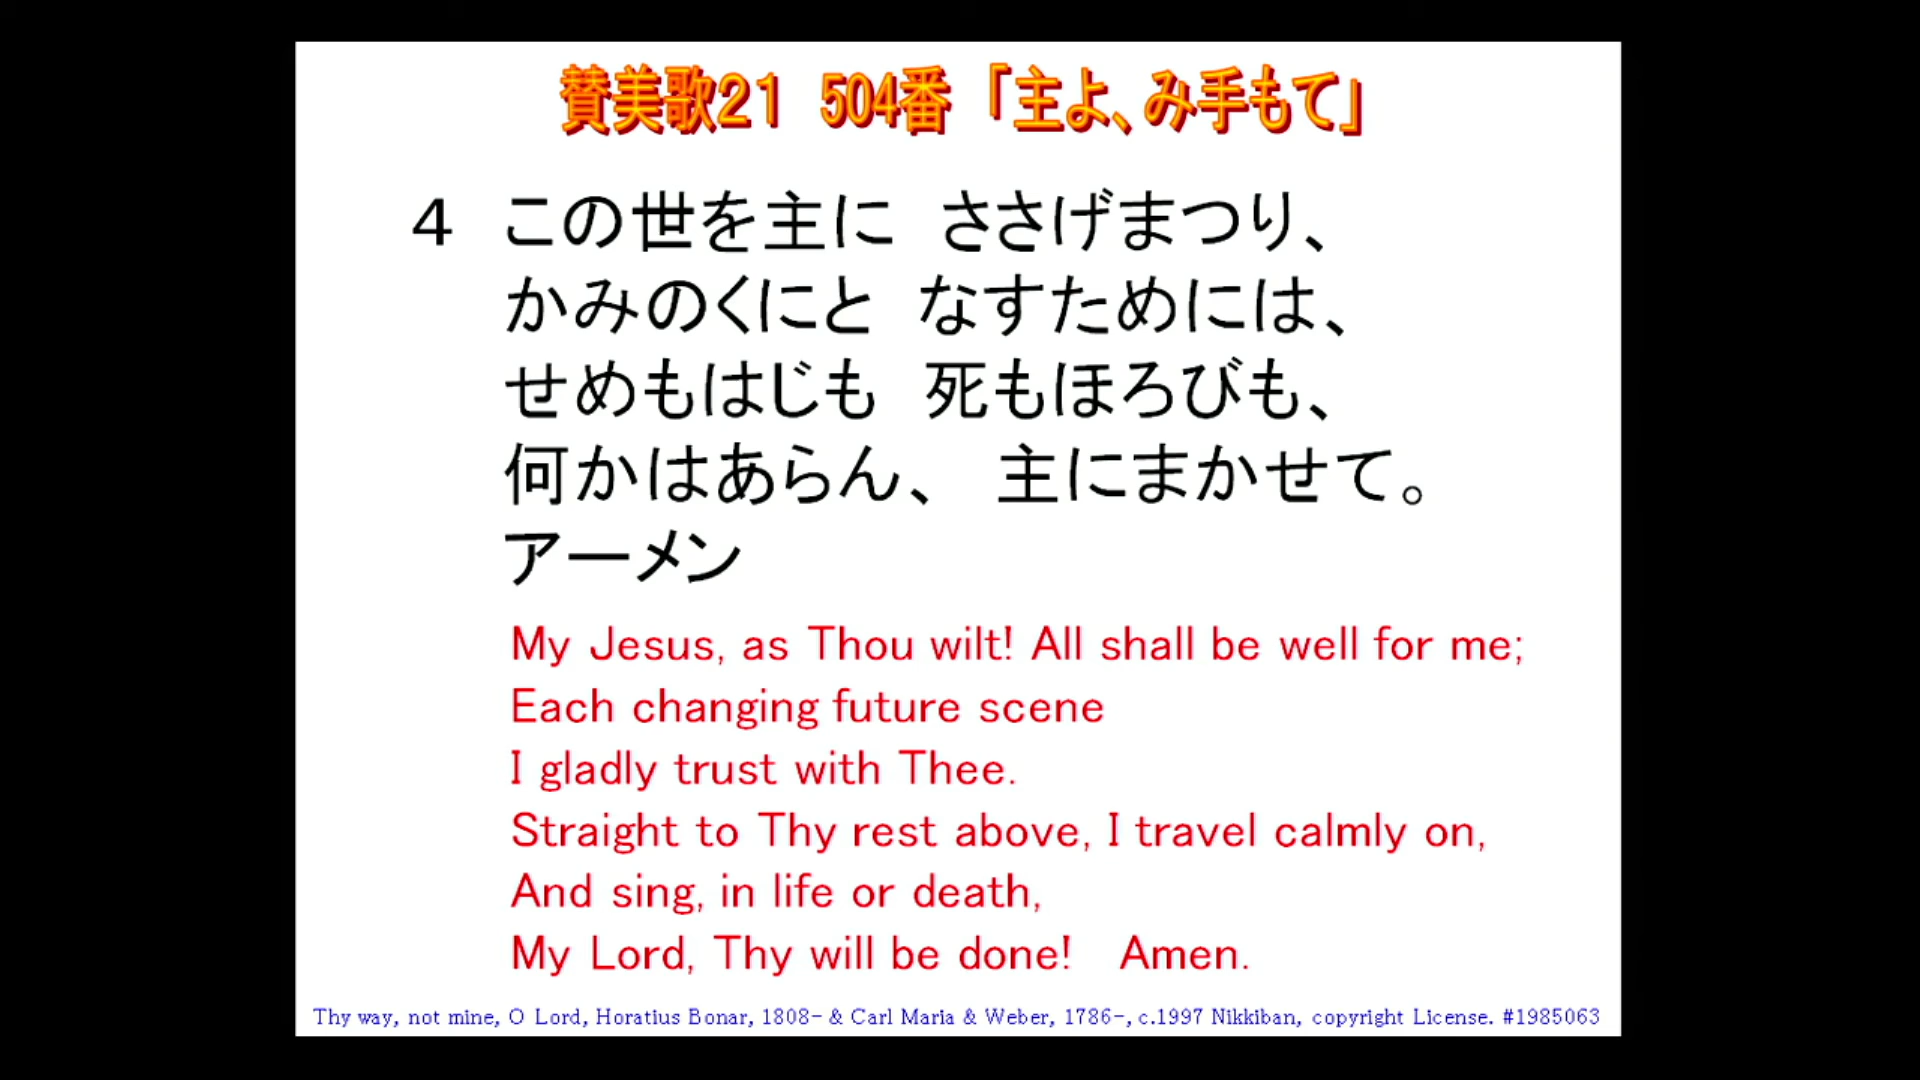 賛美歌21 504番「主よ、み手もて」
4 この世を主に ささげまつり、
かみのくにと なすためには、
せめもはじも 死もほろびも、
何かはあらん、 主にまかせて。
アーメン
My Jesus, as Thou wilt! All shall be well for me;
Each changing future scene
I gladly trust with Thee.
Straight to Thy rest above, I travel calmly on,
And sing, in life or death,
My Lord, Thy will be done! Amen.
Thy way, not mine, O Lord, Horatius Bonar, 1808- & Carl Maria & Weber, 1786-, c.1997 Nikkiban, copyright License. #1985063